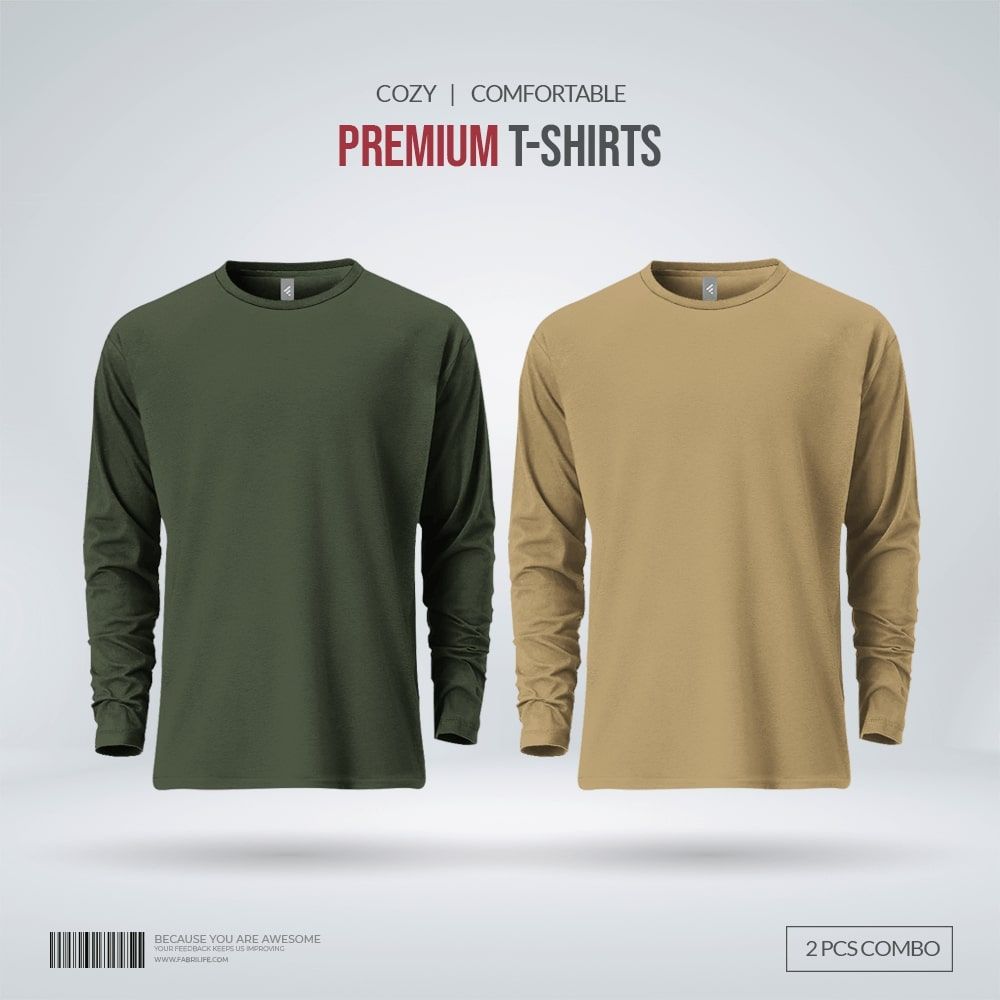 COZY | COMFORTABLE
PREMIUM T-SHIRTS
BECAUSE YOU ARE AWESOME
YOUR FEEDBACK KEEPS US IMPROVING
WWW.FABRILIFE.COM
2 PCS COMBO